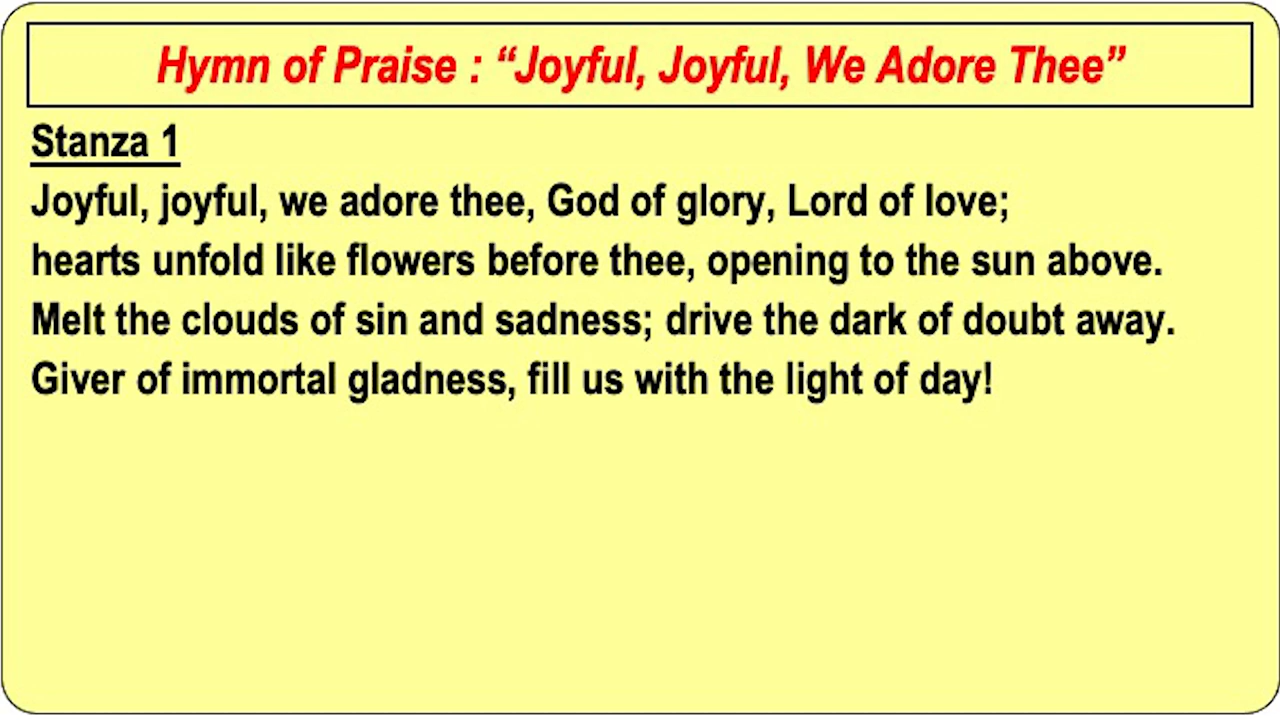 Hymn of Praise : “Joyful, Joyful, We Adore Thee”
Stanza 1
Joyful, joyful, we adore thee, God of glory, Lord of love;
hearts unfold like flowers before thee, opening to the sun above.
Melt the clouds of sin and sadness; drive the dark of doubt away.
Giver of immortal gladness, fill us with the light of day!